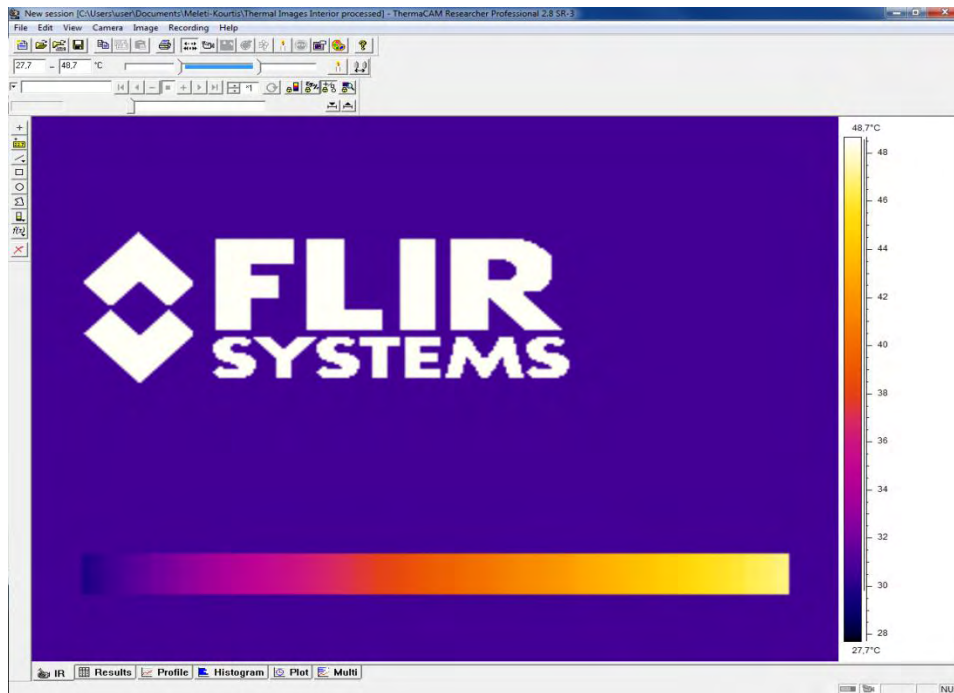 New session [C:\Users\user\Documents\Meleti-Kourtis\Thermal Images Interior processed] - ThermaCAM Researcher Professional 2.8 SR-3
File Edit View Camera Image Recording Help
27,7 - 48,7 °C
48,7°C
48
46
44
FLIR
42
SYSTEMS
40
38
36
34
32
30
28
27,7°C
IR Results Profile Histogram Plot Multi
NU